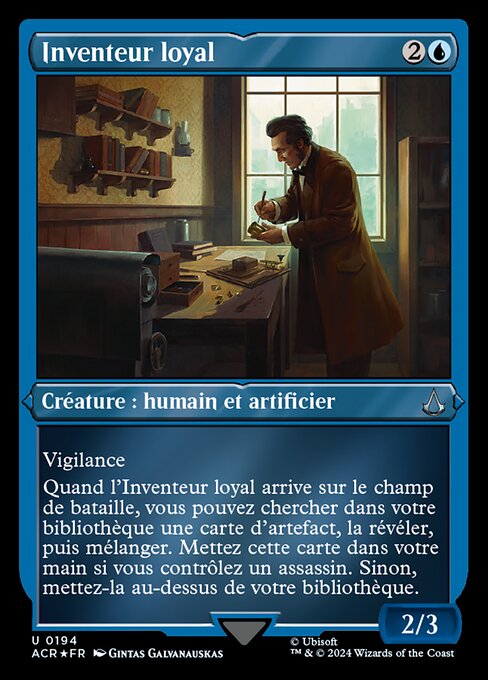 Inventeur loyal 2
Créature : humain et artificier
Vigilance
Quand l'Inventeur loyal arrive sur le champ
de bataille, vous pouvez chercher dans votre
bibliothèque une carte d'artefact, la révéler,
puis mélanger. Mettez cette carte dans votre
main si vous contrôlez un assassin. Sinon,
mettez-la au-dessus de votre bibliothèque.
2/3
U 0194
ACR★FR Gintas Galvanauskas
© Ubisoft
™ & © 2024 Wizards of the Coast